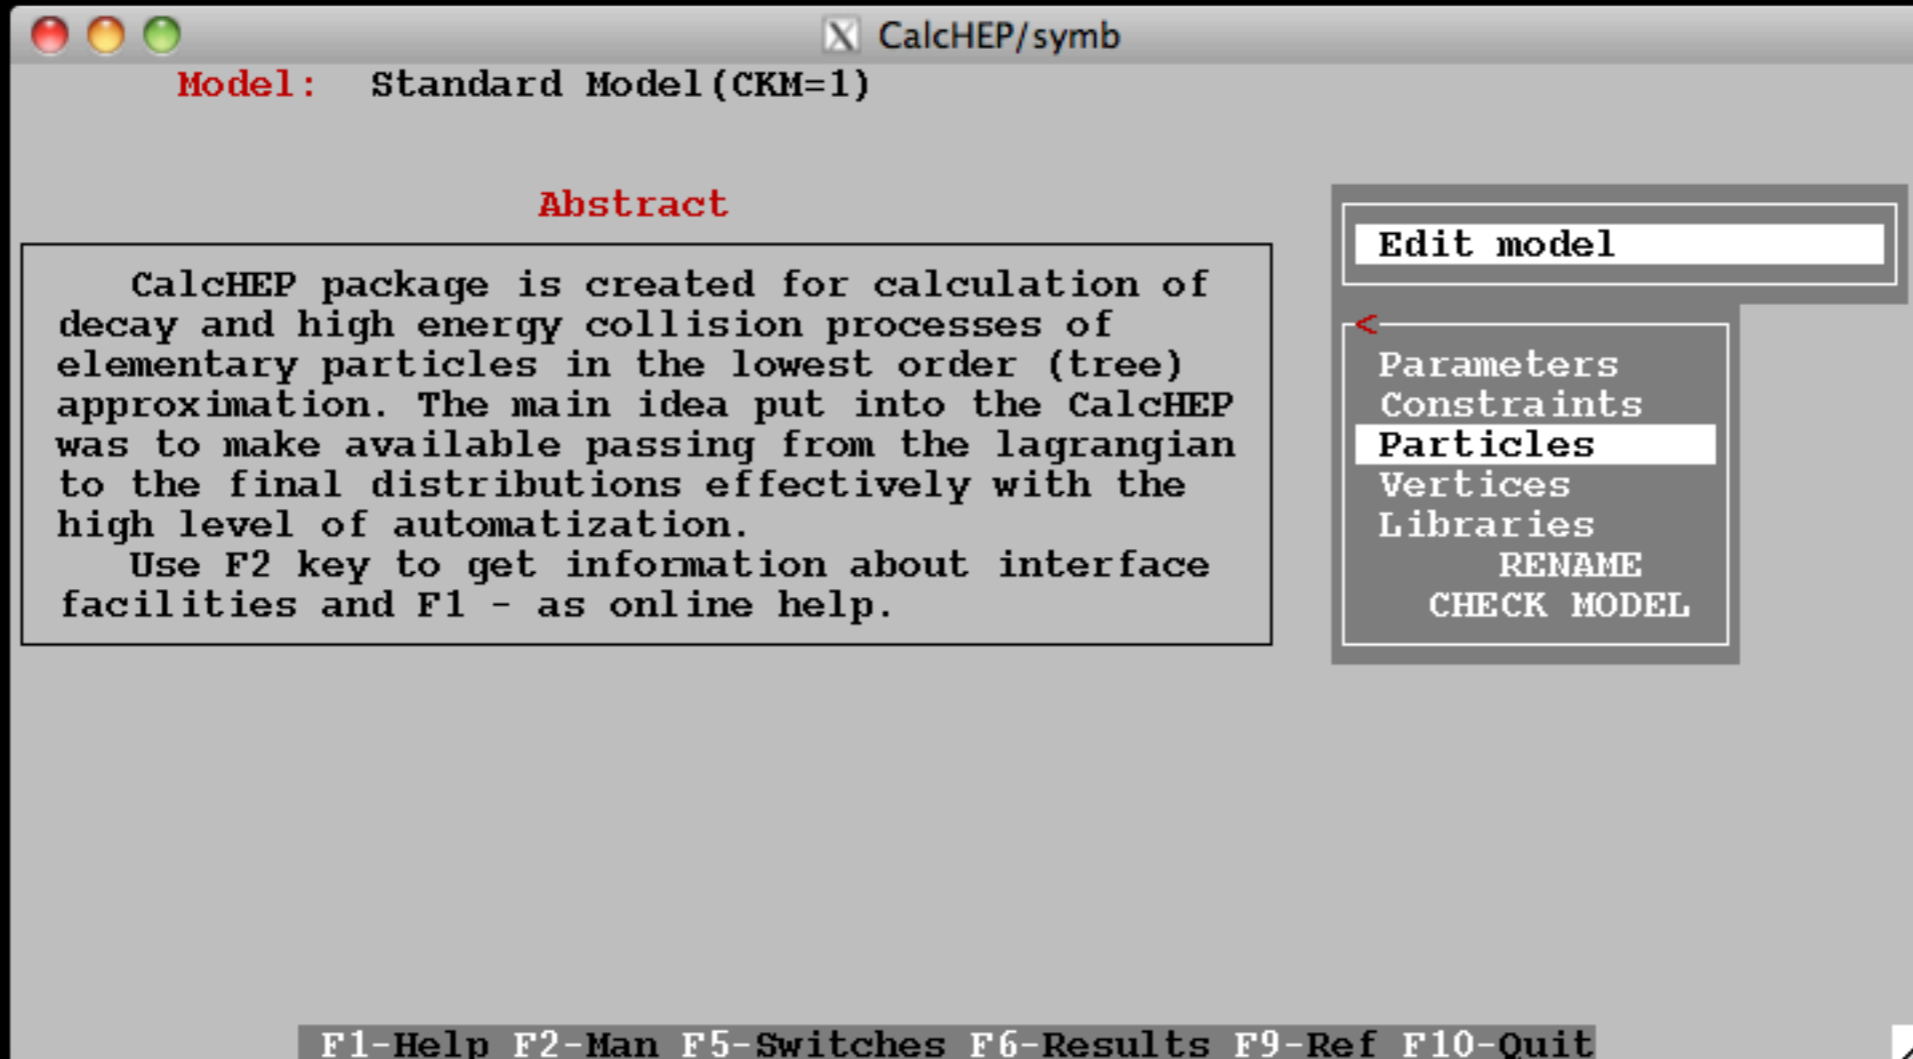 CalcHEP/symb
Model: Standard Model(CKM=1)
Abstract
CalcHEP package is created for calculation of
decay and high energy collision processes of
elementary particles in the lowest order (tree)
approximation. The main idea put into the CalcHEP
was to make available passing from the lagrangian
to the final distributions effectively with the
high level of automatization.
Use F2 key to get information about interface
facilities and F1 - as online help.
Edit model
<
Parameters
Constraints
Particles
Vertices
Libraries
RENAME
CHECK MODEL
F1-Help F2-Man F5-Switches F6-Results F9-Ref F10-Quit